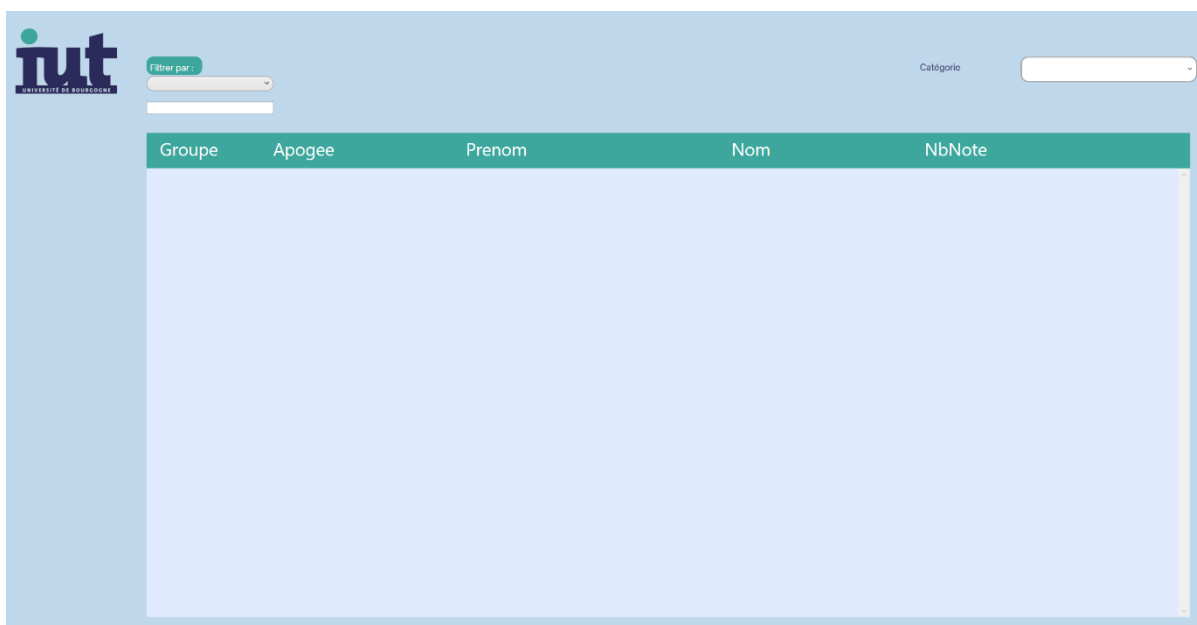 iut
UNIVERSITÉ DE BOURGOGNE
Filtrer par :
Catégorie
Groupe Apogee Prenom Nom NbNote